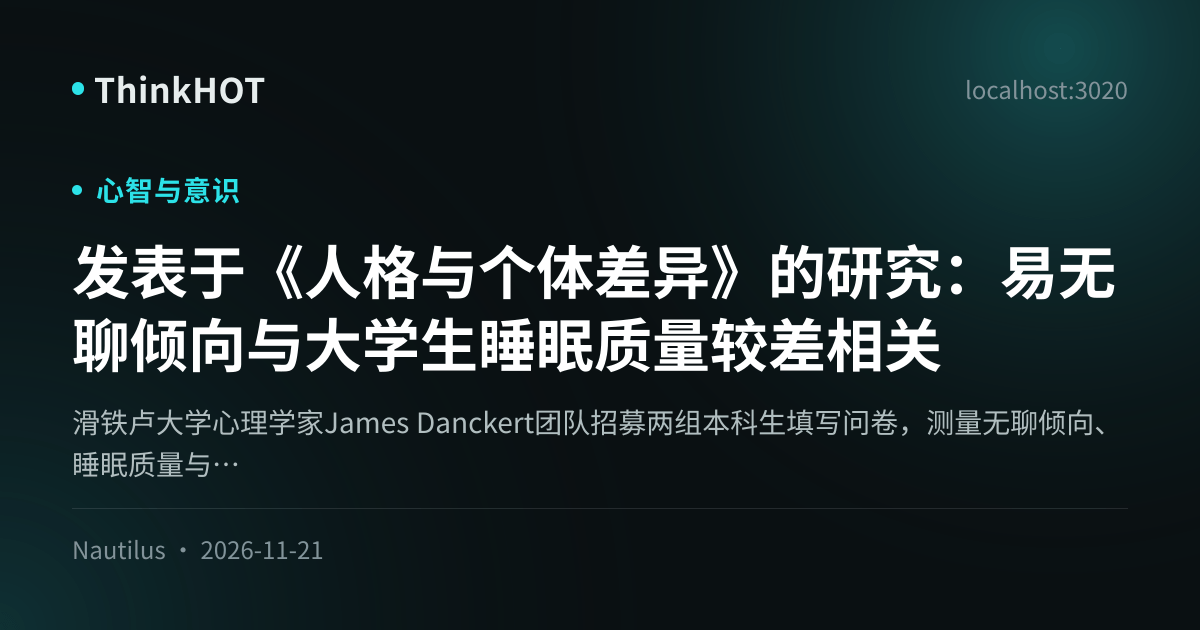 ThinkHOT
localhost:3020
心智与意识
发表于《人格与个体差异》的研究：易无
聊倾向与大学生睡眠质量较差相关
滑铁卢大学心理学家James Danckert团队招募两组本科生填写问卷，测量无聊倾向、
睡眠质量与…
Nautilus · 2026-11-21